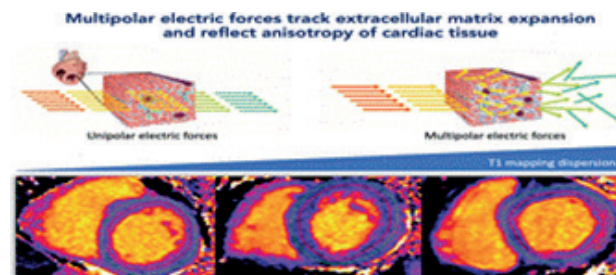 Multipolar electric forces track extracellular matrix expansion
and reflect anisotropy of cardiac tissue
Unipolar electric forces
Multipolar electric forces
T1 mapping dispersion